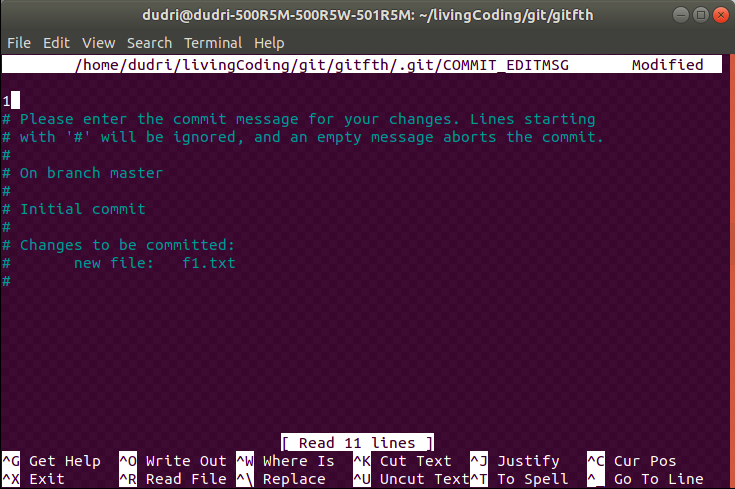 dudri@dudri-500R5M-500R5W-501R5M: ~/livingCoding/git/gitfth
File Edit View Search Terminal Help
/home/dudri/livingCoding/git/gitfth/.git/COMMIT_EDITMSG Modified
1
# Please enter the commit message for your changes. Lines starting
# with '#' will be ignored, and an empty message aborts the commit.
#
# On branch master
#
# Initial commit
#
# Changes to be committed:
#       new file:   f1.txt
#
[ Read 11 lines ]
^G Get Help ^O Write Out ^W Where Is ^K Cut Text ^J Justify ^C Cur Pos
^X Exit ^R Read File ^\ Replace ^U Uncut Text ^T To Spell ^_ Go To Line